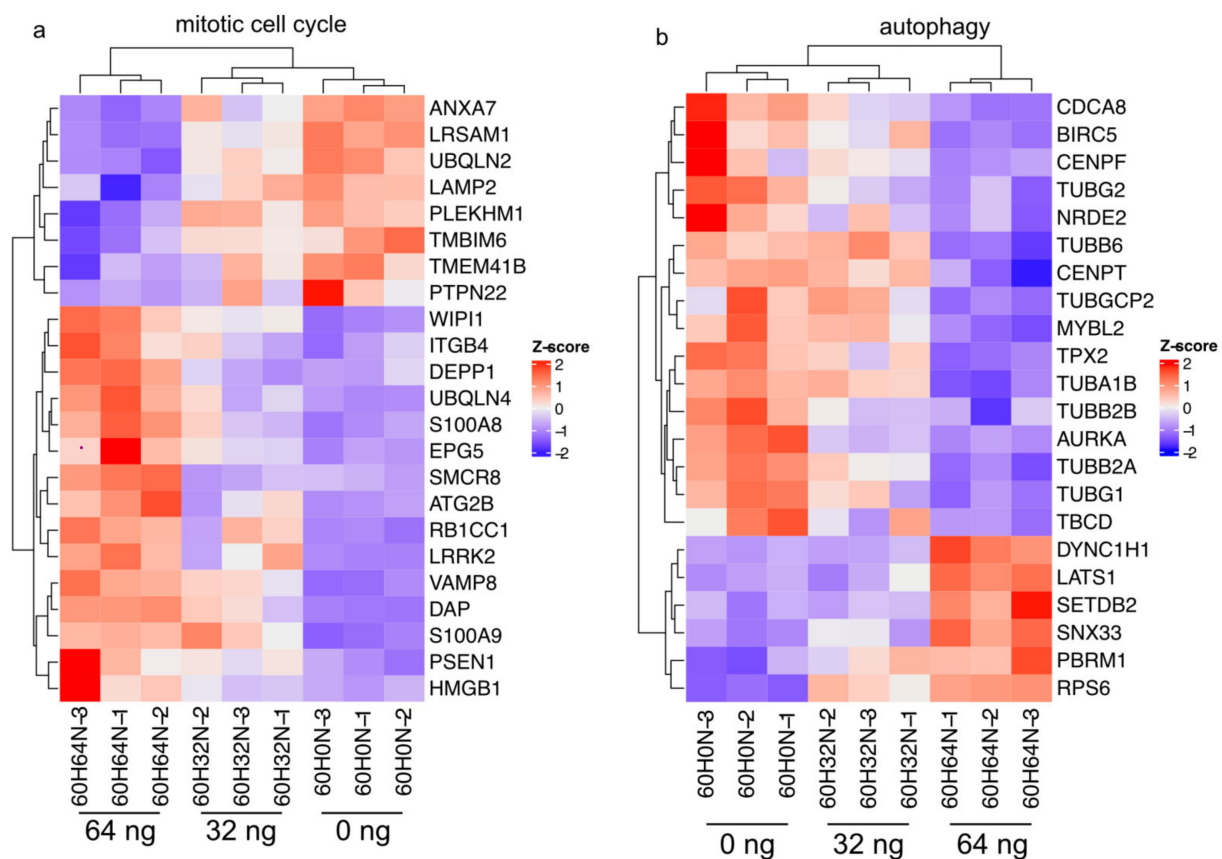 a
mitotic cell cycle
ANXA7
LRSAM1
UBQLN2
LAMP2
PLEKHM1
TMBIM6
TMEM41B
PTPN22
WIPI1
ITGB4
DEPP1
UBQLN4
S100A8
EPG5
SMCR8
ATG2B
RB1CC1
LRRK2
VAMP8
DAP
S100A9
PSEN1
HMGB1
Z-score
2
1
0
-1
-2
60H64N-3
60H64N-1
60H64N-2
60H32N-2
60H32N-3
60H32N-1
60H0N-3
60H0N-1
60H0N-2
64 ng
32 ng
0 ng
b
autophagy
CDCA8
BIRC5
CENPF
TUBG2
NRDE2
TUBB6
CENPT
TUBGCP2
MYBL2
TPX2
TUBA1B
TUBB2B
AURKA
TUBB2A
TUBG1
TBCD
DYNC1H1
LATS1
SETDB2
SNX33
PBRM1
RPS6
Z-score
2
1
0
-1
-2
60H0N-3
60H0N-2
60H0N-1
60H32N-2
60H32N-3
60H32N-1
60H64N-1
60H64N-2
60H64N-3
0 ng
32 ng
64 ng